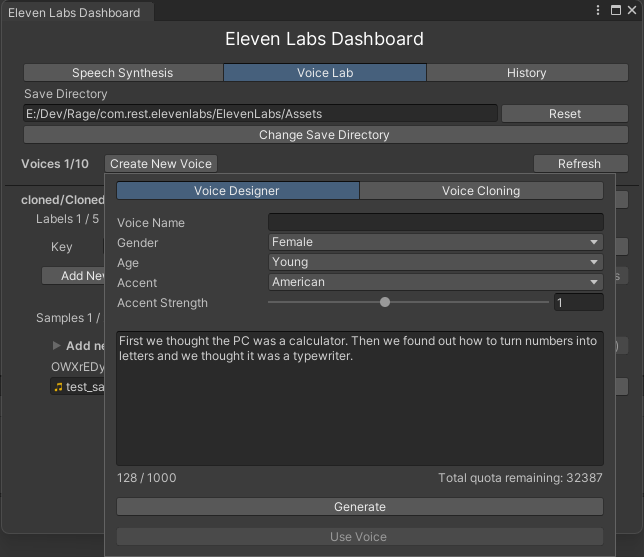 Eleven Labs Dashboard
Eleven Labs Dashboard
Speech Synthesis Voice Lab History
Save Directory
E:/Dev/Rage/com.rest.elevenlabs/ElevenLabs/Assets Reset
Change Save Directory
Voices 1/10 Create New Voice Refresh
cloned/Cloned
Voice Designer Voice Cloning
Labels 1 / 5
Voice Name
Gender Female
Key
Age Young
Add New
Accent American
Accent Strength 1
Samples 1 /
First we thought the PC was a calculator. Then we found out how to turn numbers into
letters and we thought it was a typewriter.
Add ne )
OWXrEDy
test_sa
128 / 1000 Total quota remaining: 32387
Generate
Use Voice